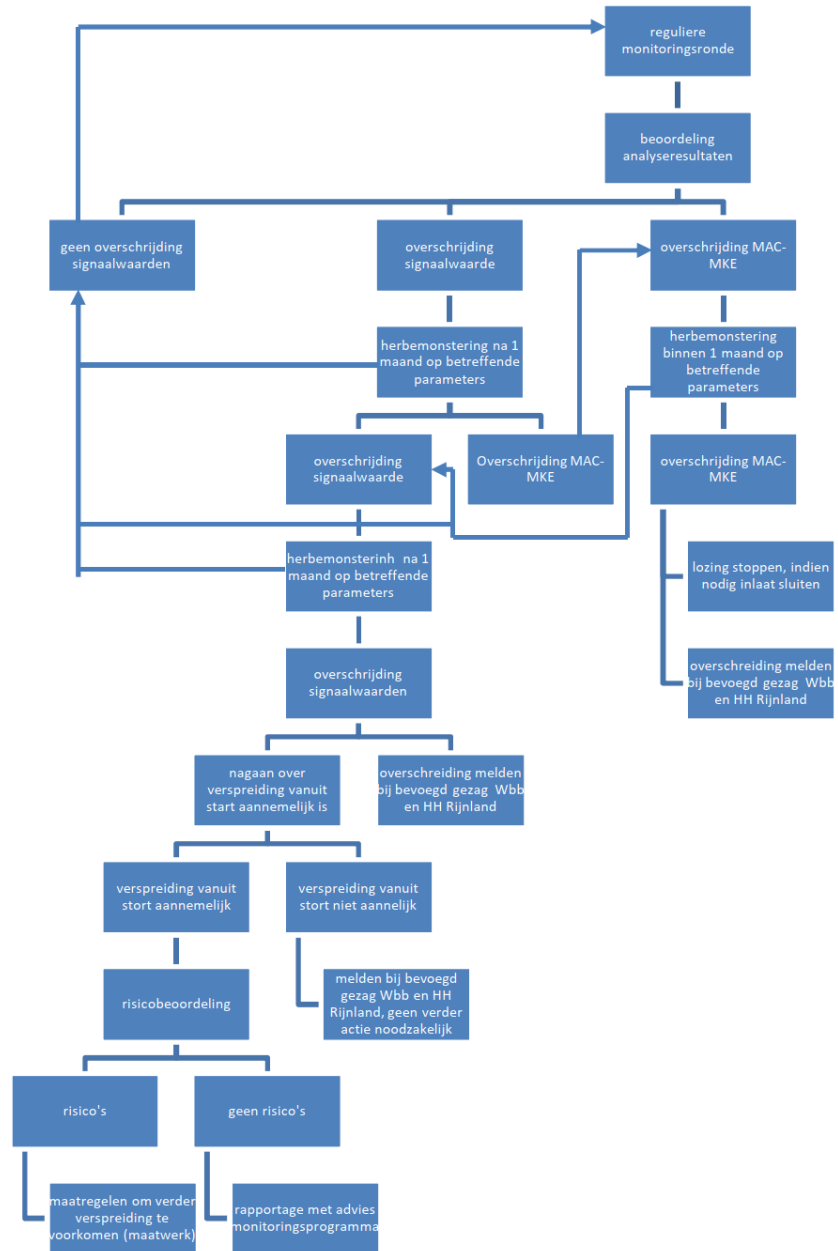 reguliere
monitoringsronde
beoordeling
analyseresultaten
geen overschrijding
signaalwaarden
overschrijding
signaalwaarde
overschrijding MAC-
MKE
herbemonstering na 1
maand op betreffende
parameters
herbemonstering
binnen 1 maand op
betreffende
parameters
overschrijding
signaalwaarde
Overschrijding MAC-
MKE
overschrijding MAC-
MKE
herbemonsterinh na 1
maand op betreffende
parameters
lozing stoppen, indien
nodig inlaat sluiten
overschrijding
signaalwaarden
overschreiding melden
bij bevoegd gezag Wbb
en HH Rijnland
nagaan over
verspreiding vanuit
start aannemelijk is
overschreiding melden
bij bevoegd gezag Wbb
en HH Rijnland
verspreiding vanuit
stort aannemelijk
verspreiding vanuit
stort niet aannelijk
risicobeoordeling
melden bij bevoegd
gezag Wbb en HH
Rijnland, geen verder
actie noodzakelijk
risico's
geen risico's
maatregelen om verder
verspreiding te
voorkomen (maatwerk)
rapportage met advies
monitoringsprogramma